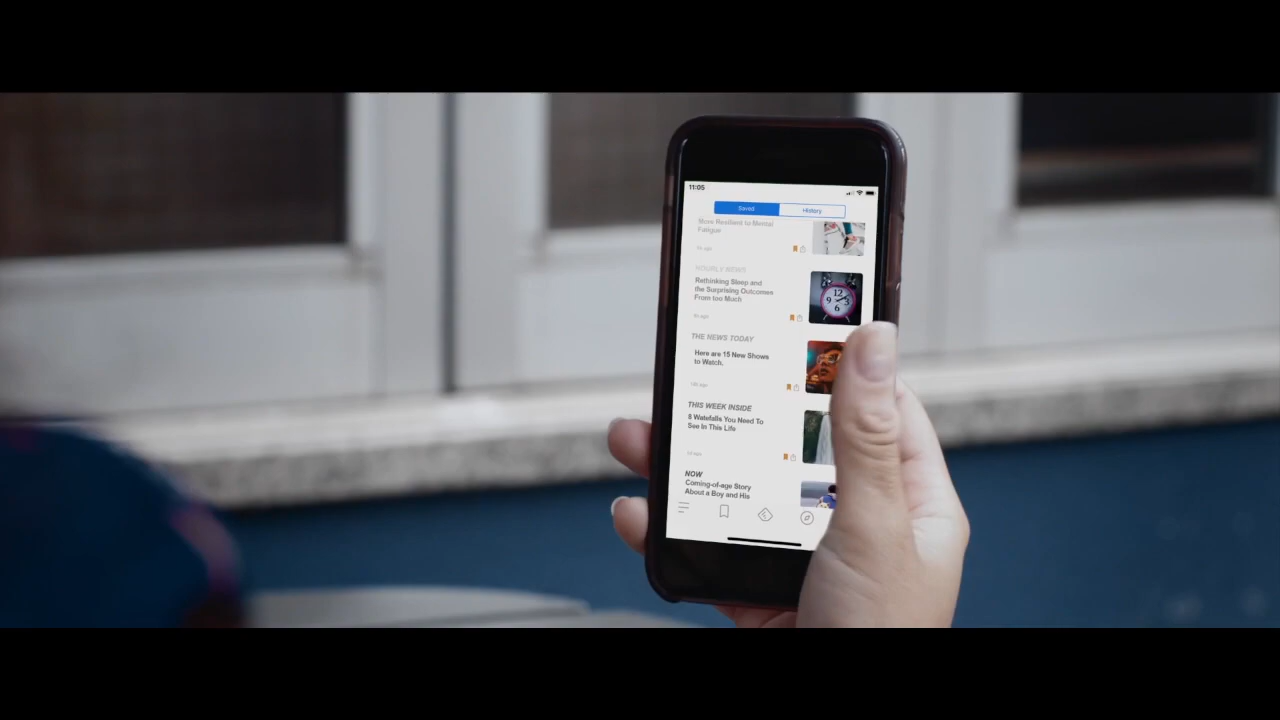 11:05
Saved
History
More Resilient to Mental
Fatigue
HOURLY NEWS
Rethinking Sleep and
the Surprising Outcomes
From too Much
THE NEWS TODAY
Here are 15 New Shows
to Watch.
THIS WEEK INSIDE
8 Watefalls You Need To
See In This Life
NOW
Coming-of-age Story
About a Boy and His